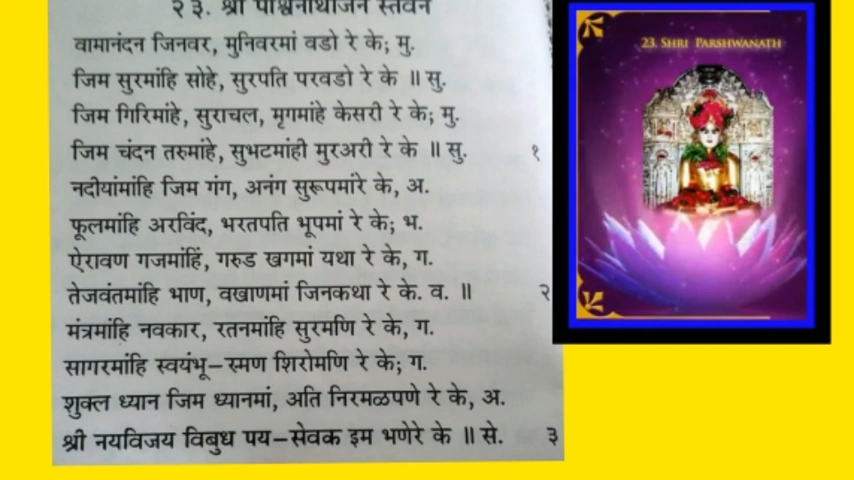 २३. श्री पार्श्वनाथजिन स्तवन
वामानंदन जिनवर, मुनिवरमां वडो रे के; मु.
जिम सुरमांहि सोहे, सुरपति परवडो रे के ॥ सु.
जिम गिरिमांहे, सुराचल, मृगमांहे केसरी रे के; मु.
जिम चंदन तरुमांहे, सुभटमांही मुरअरी रे के ॥ सु. १
नदीयांमांहि जिम गंग, अनंग सुरूपमांरे के, अ.
फूलमांहि अरविंद, भरतपति भूपमां रे के; भ.
ऐरावण गजमांहिं, गरुड खगमां यथा रे के, ग.
तेजवंतमांहि भाण, वखाणमां जिनकथा रे के. व. ॥ २
मंत्रमांहि नवकार, रतनमांहि सुरमणि रे के, ग.
सागरमांहि स्वयंभू-रमण शिरोमणि रे के; ग.
शुक्ल ध्यान जिम ध्यानमां, अति निरमळपणे रे के, अ.
श्री नयविजय विबुध पय-सेवक इम भणेरे के ॥ से. ३
23. SHRI PARSHWANATH